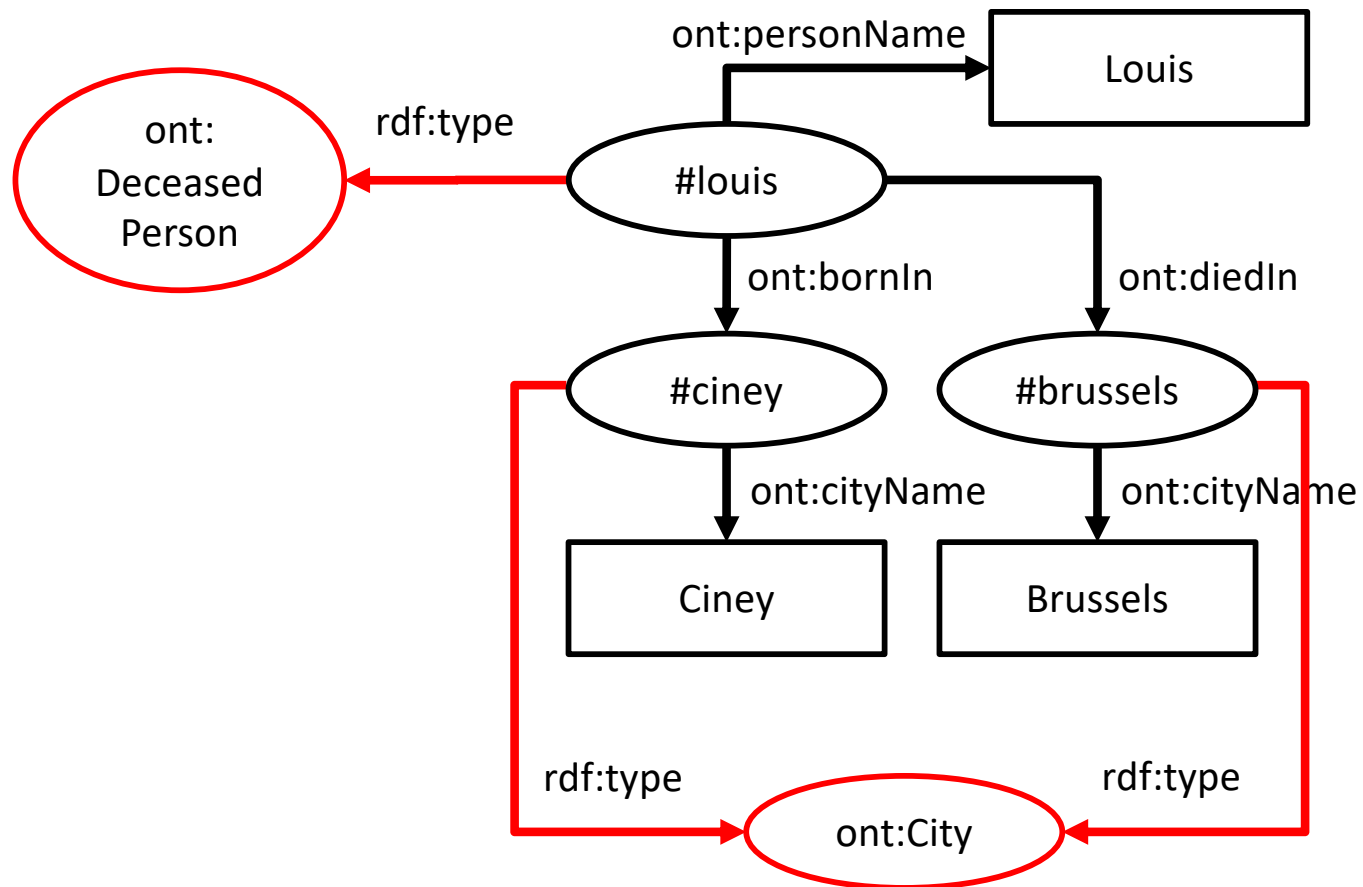 ont:personName
Louis
ont:
Deceased
Person
rdf:type
#louis
ont:bornIn
ont:diedIn
#ciney
#brussels
ont:cityName
ont:cityName
Ciney
Brussels
rdf:type
rdf:type
ont:City